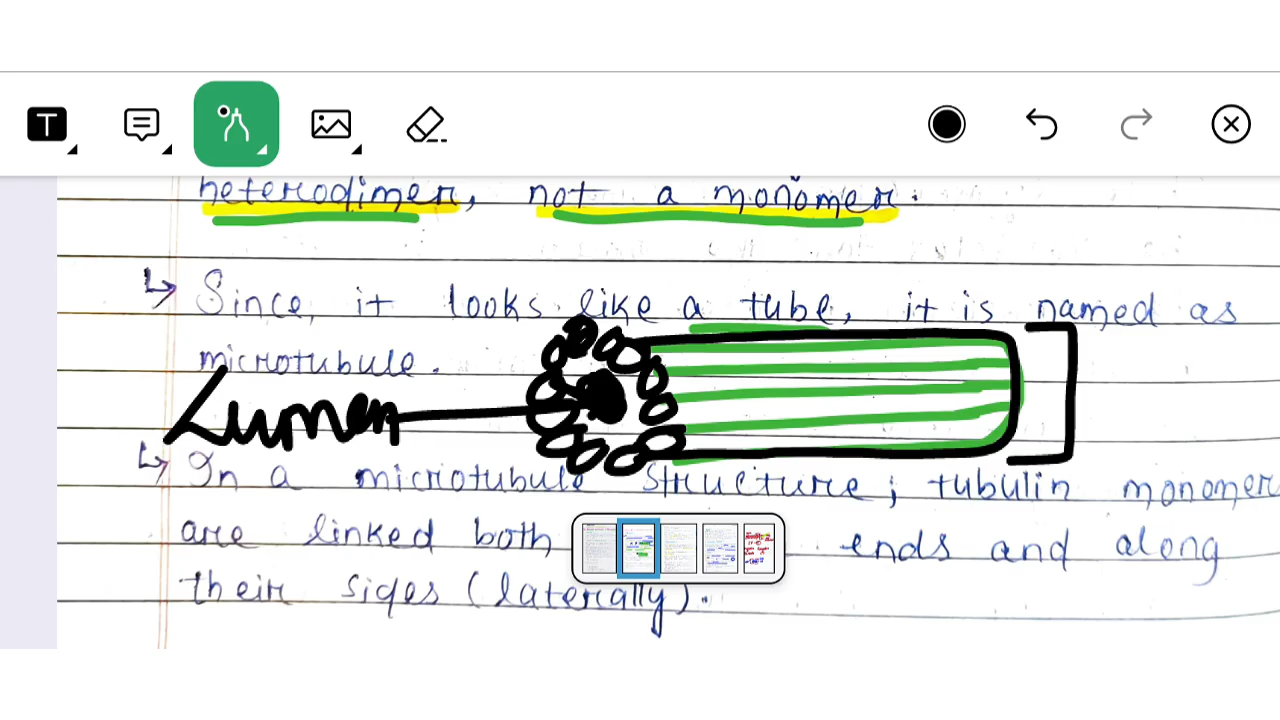 T
heterodimer, not a monomer.
↳ Since, it looks like a tube, it is named as
microtubule.
Lumen
↳ In a microtubule structure; tubulin monomer
are linked both ends and along
their sides (laterally).